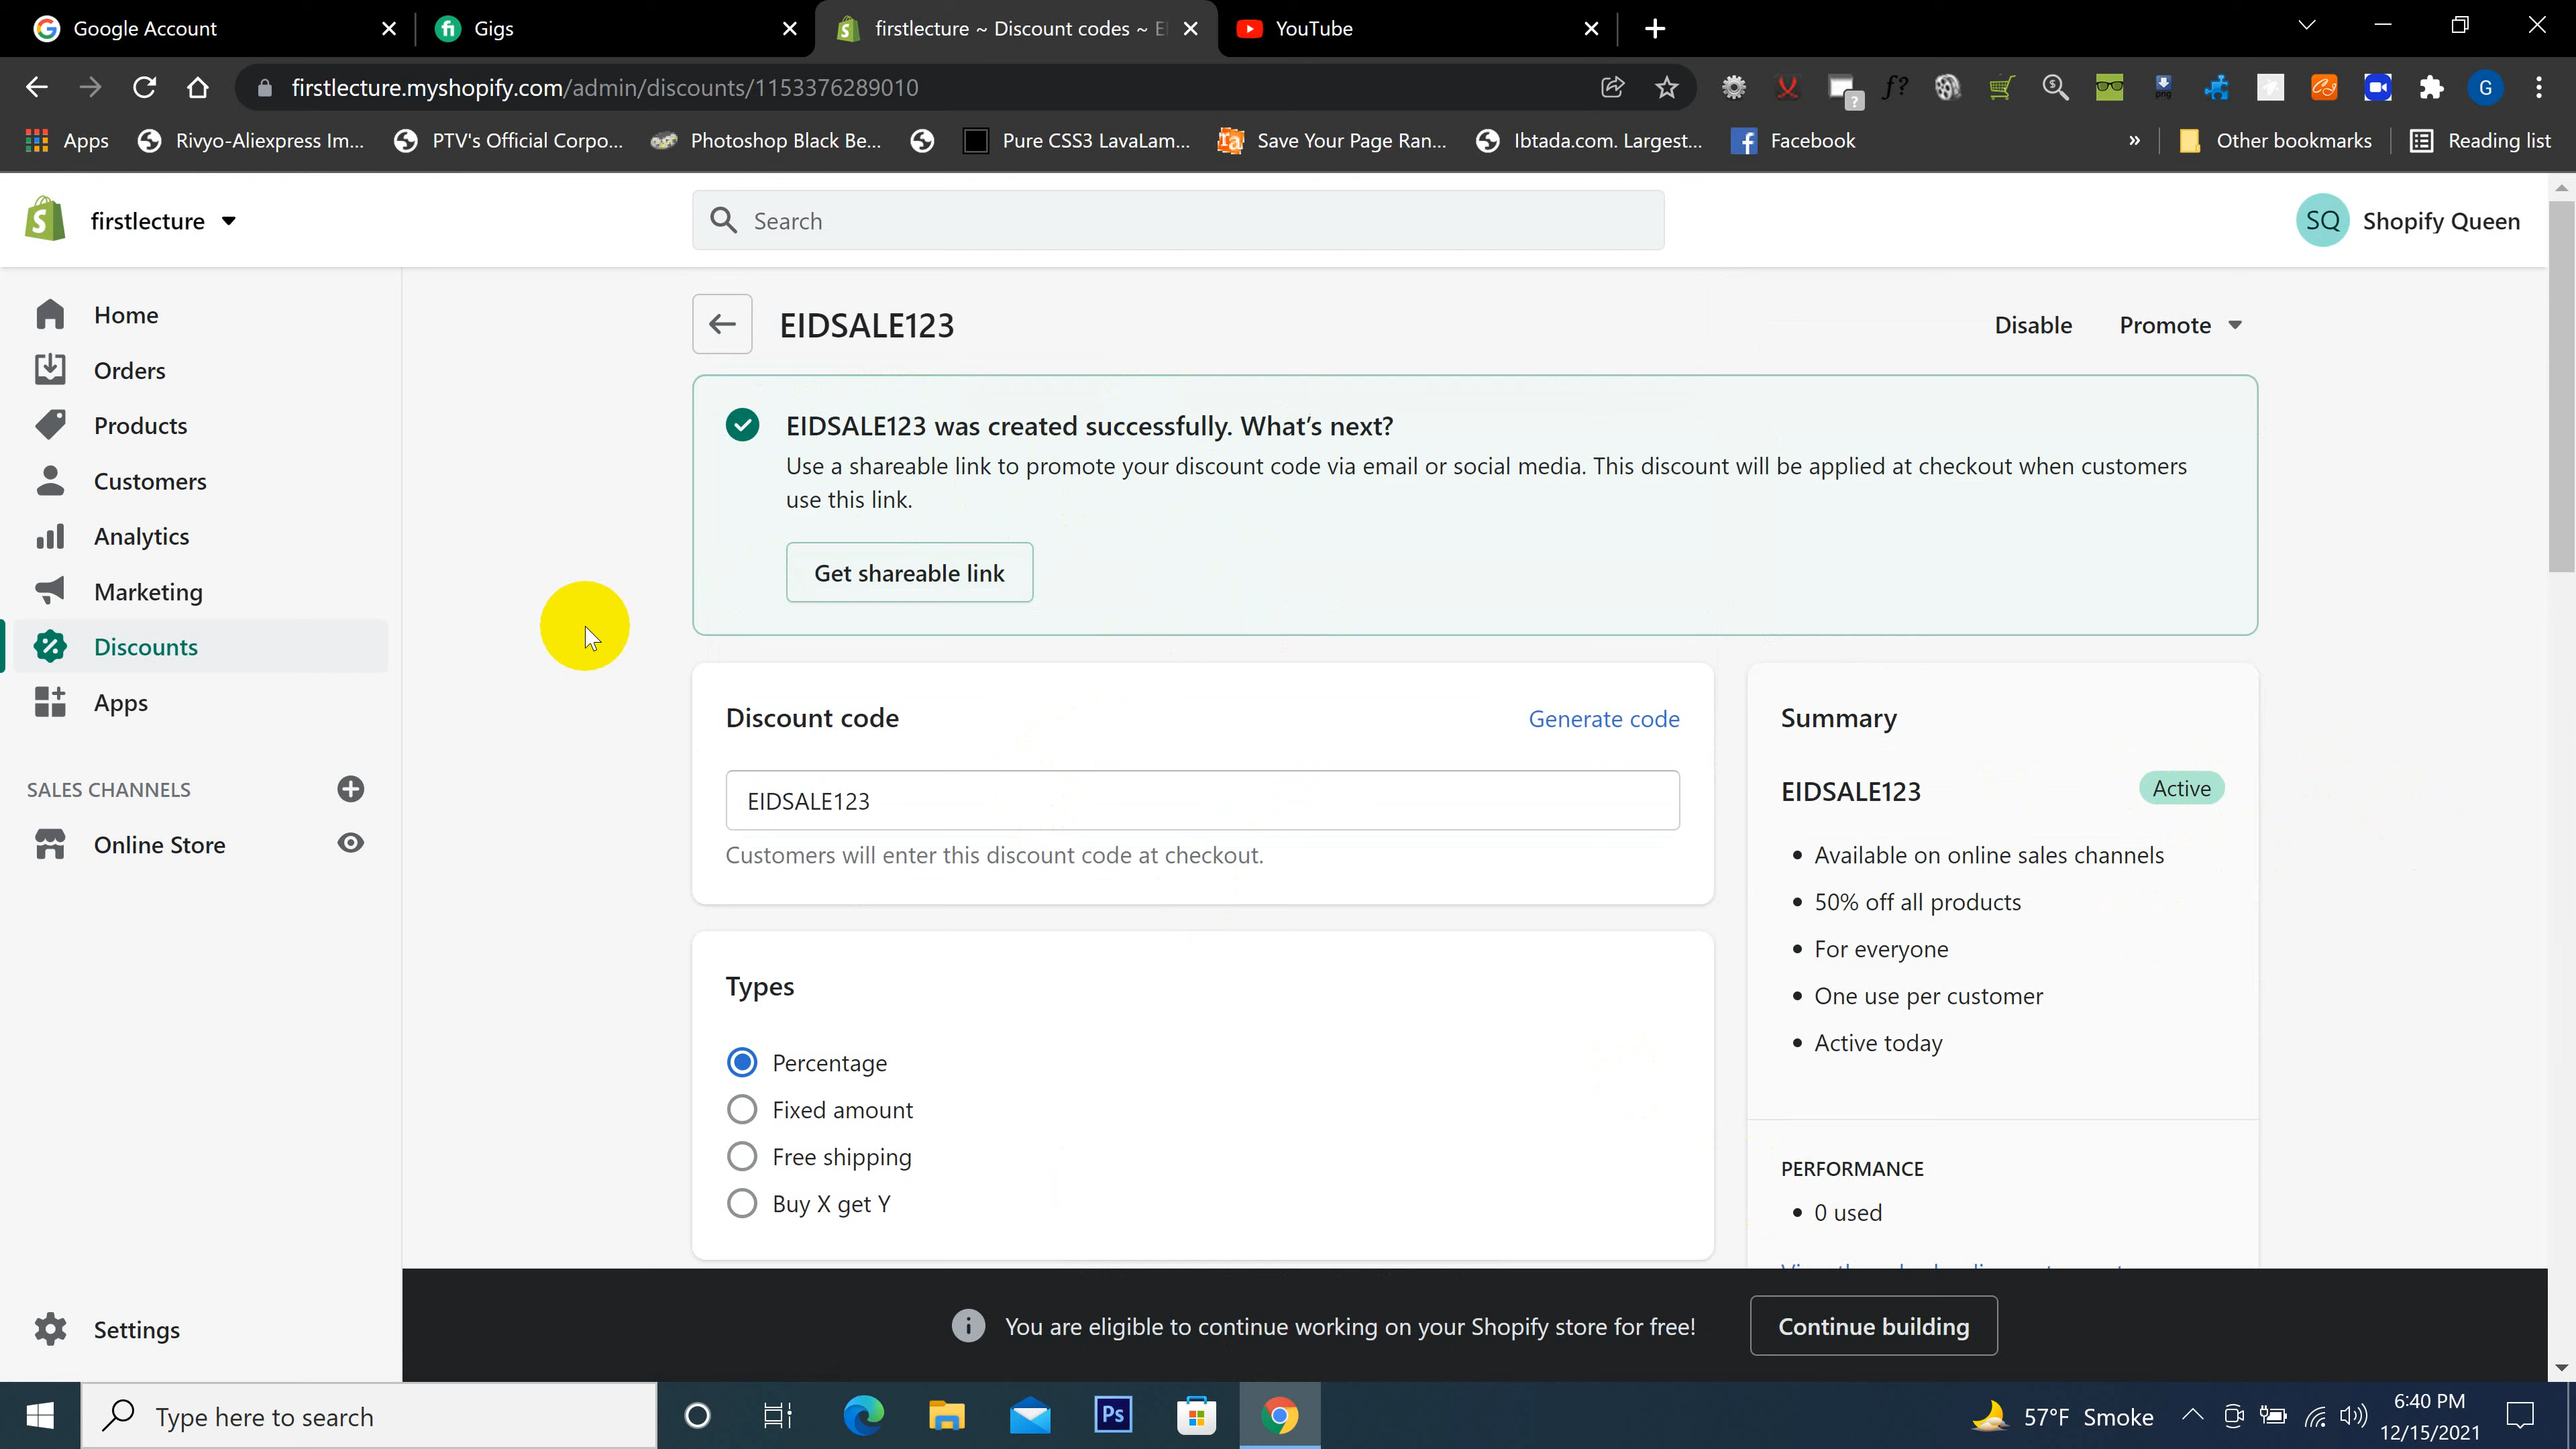 Google Account
Gigs
firstlecture ~ Discount codes ~ E
YouTube
firstlecture.myshopify.com/admin/discounts/1153376289010
G
Apps
Rivyo-Aliexpress Im...
PTV's Official Corpo...
Photoshop Black Be...
Pure CSS3 LavaLam...
Save Your Page Ran...
Ibtada.com. Largest...
Facebook
»
Other bookmarks
Reading list
firstlecture
Search
SQ
Shopify Queen
Home
Orders
Products
Customers
Analytics
Marketing
Discounts
Apps
SALES CHANNELS
Online Store
Settings
EIDSALE123
Disable
Promote
EIDSALE123 was created successfully. What's next?
Use a shareable link to promote your discount code via email or social media. This discount will be applied at checkout when customers
use this link.
Get shareable link
Discount code
Generate code
EIDSALE123
Customers will enter this discount code at checkout.
Types
Percentage
Fixed amount
Free shipping
Buy X get Y
Summary
EIDSALE123
Active
• Available on online sales channels
• 50% off all products
• For everyone
• One use per customer
• Active today
PERFORMANCE
• 0 used
You are eligible to continue working on your Shopify store for free!
Continue building
Type here to search
Ps
57°F Smoke
6:40 PM
12/15/2021